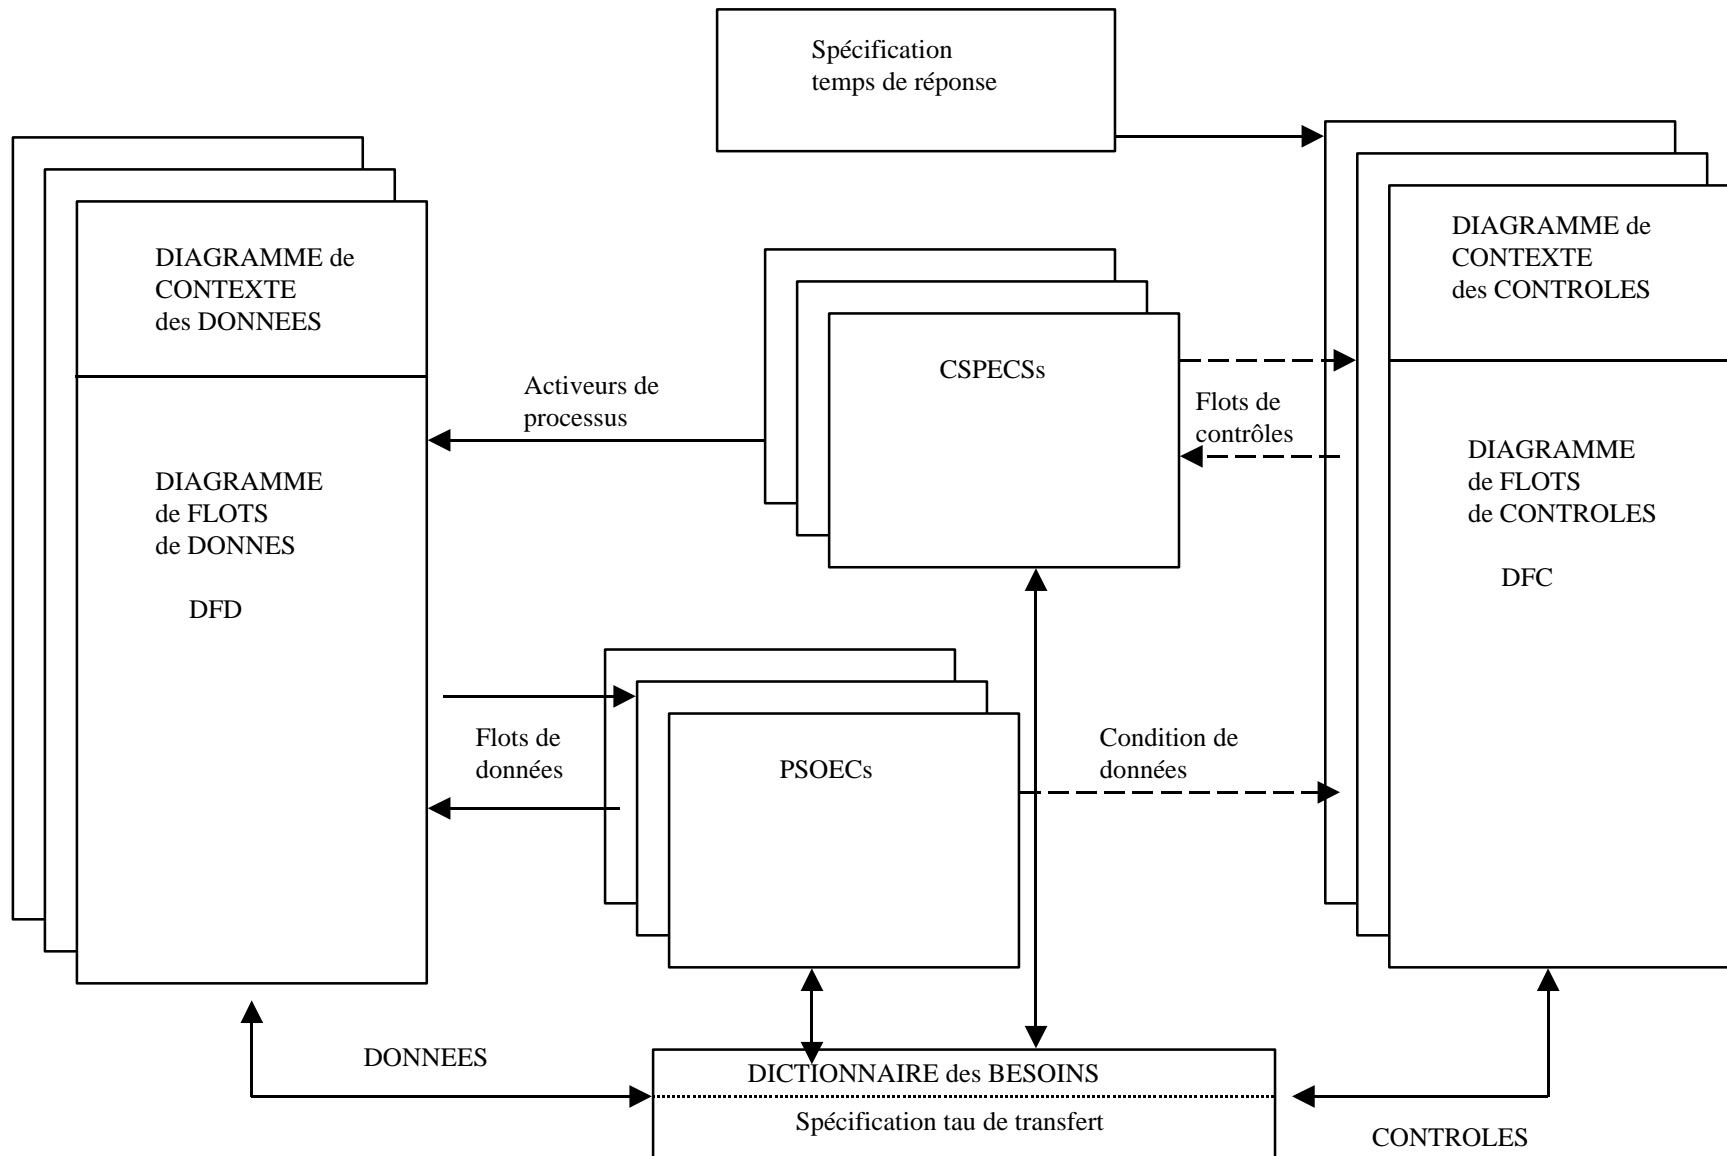 Spécification
temps de réponse
DIAGRAMME de
CONTEXTE
des DONNEES
DIAGRAMME de
CONTEXTE
des CONTROLES
CSPECSs
Activeurs de
processus
Flots de
contrôles
DIAGRAMME
de FLOTS
de DONNES
DFD
DIAGRAMME
de FLOTS
de CONTROLES
DFC
Flots de
données
PSOECs
Condition de
données
DONNEES
DICTIONNAIRE des BESOINS
Spécification tau de transfert
CONTROLES